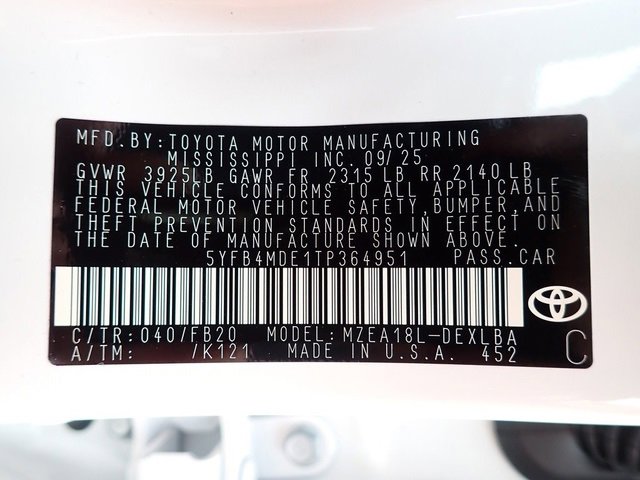 MFD. BY: TOYOTA MOTOR MANUFACTURING
MISSISSIPPI INC. 09/25
GVWR 3925LB GAWR FR 2315 LB RR 2140 LB
THIS VEHICLE CONFORMS TO ALL APPLICABLE
FEDERAL MOTOR VEHICLE SAFETY, BUMPER, AND
THEFT PREVENTION STANDARDS IN EFFECT ON
THE DATE OF MANUFACTURE SHOWN ABOVE.
5YFB4MDE1TP364951 PASS. CAR
C/TR: 040/FB20 MODEL: MZEA18L-DEXLBA
A/TM: /K121 MADE IN U.S.A. 452 C